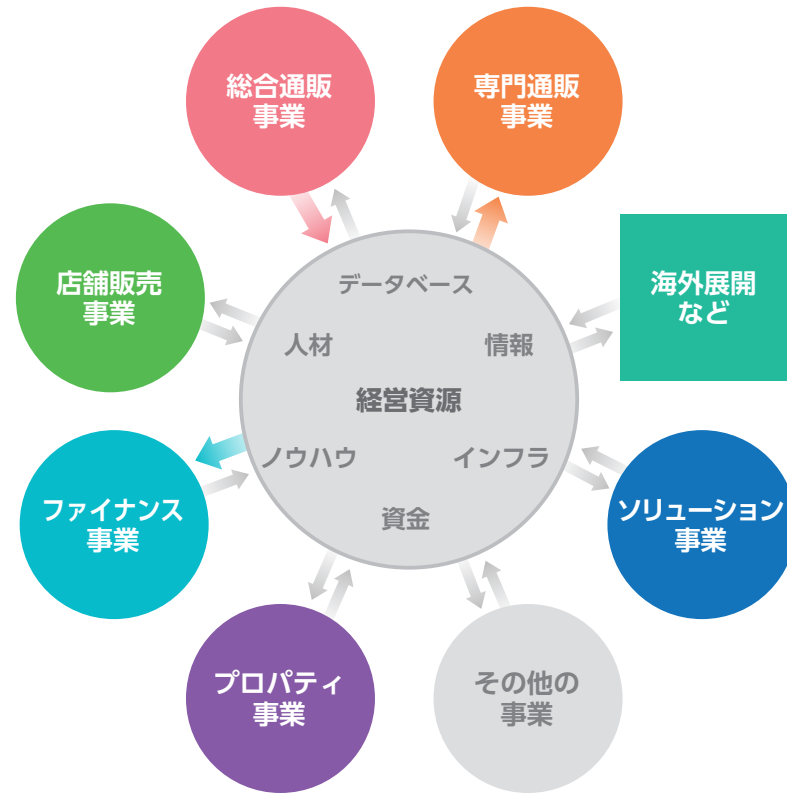 総合通販
事業
専門通販
事業
店舗販売
事業
データベース
海外展開
など
人材
情報
経営資源
ノウハウ
インフラ
資金
ファイナンス
事業
ソリューション
事業
プロパティ
事業
その他の
事業